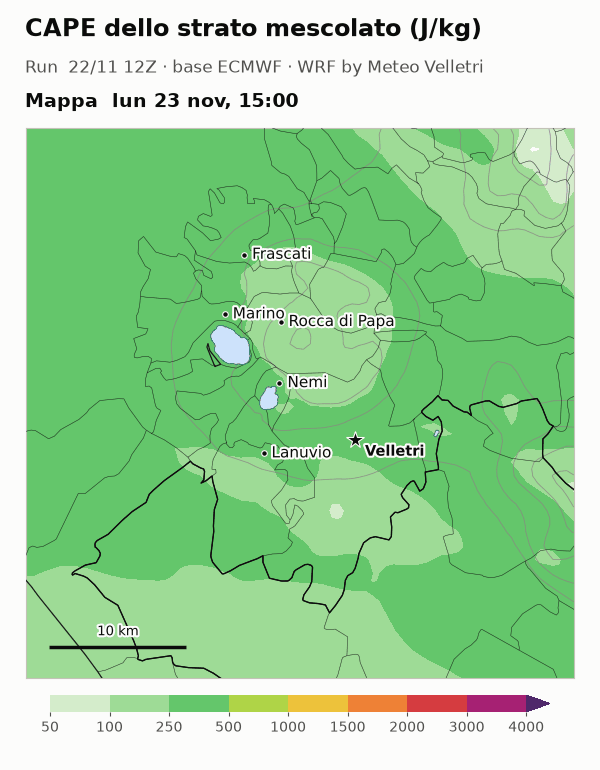 CAPE dello strato mescolato (J/kg)
Run  22/11 12Z · base ECMWF · WRF by Meteo Velletri
Mappa  lun 23 nov, 15:00
Frascati
Marino
Rocca di Papa
Nemi
Velletri
Lanuvio
10 km
50 100 250 500 1000 1500 2000 3000 4000